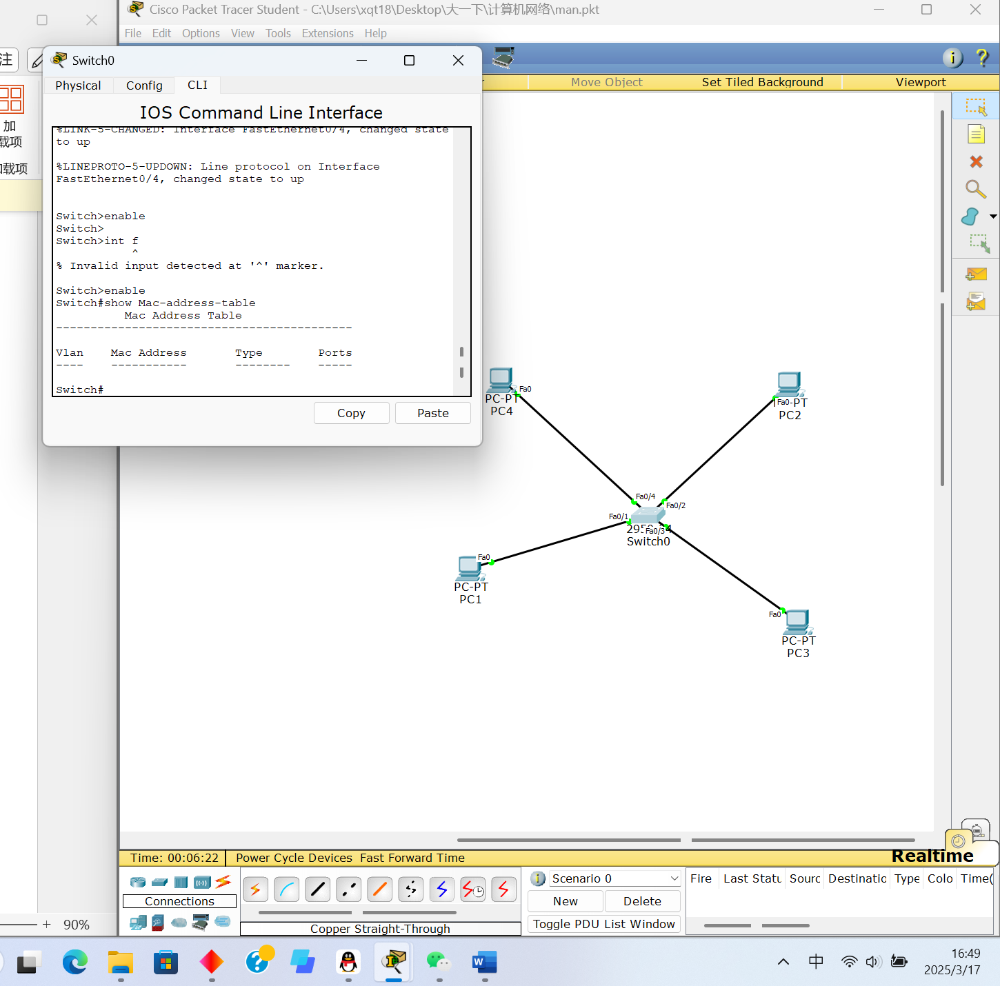 Cisco Packet Tracer Student - C:\Users\xqt18\Desktop\大一下\计算机网络\man.pkt
File Edit Options View Tools Extensions Help
注
加
载项
载项
Move Object Set Tiled Background Viewport
Switch0
Physical Config CLI
IOS Command Line Interface
%LINK-5-CHANGED: Interface FastEthernet0/4, changed state
to up
%LINEPROTO-5-UPDOWN: Line protocol on Interface
FastEthernet0/4, changed state to up
Switch>enable
Switch>
Switch>int f
^
% Invalid input detected at '^' marker.
Switch>enable
Switch#show Mac-address-table
Mac Address Table
-------------------------------------------
Vlan Mac Address Type Ports
---- ----------- -------- -----
Switch#
Copy Paste
Fa0
PC-PT
PC4
Fa0
-PT
PC2
Fa0/4
Fa0/2
Fa0/1
Fa0/3
Switch0
Fa0
PC-PT
PC1
Fa0
PC-PT
PC3
Time: 00:06:22 Power Cycle Devices Fast Forward Time
Realtime
Connections
Copper Straight-Through
Scenario 0
New Delete
Toggle PDU List Window
Fire Last Statu Sourc Destinatio Type Colo Time(
90%
中
16:49
2025/3/17